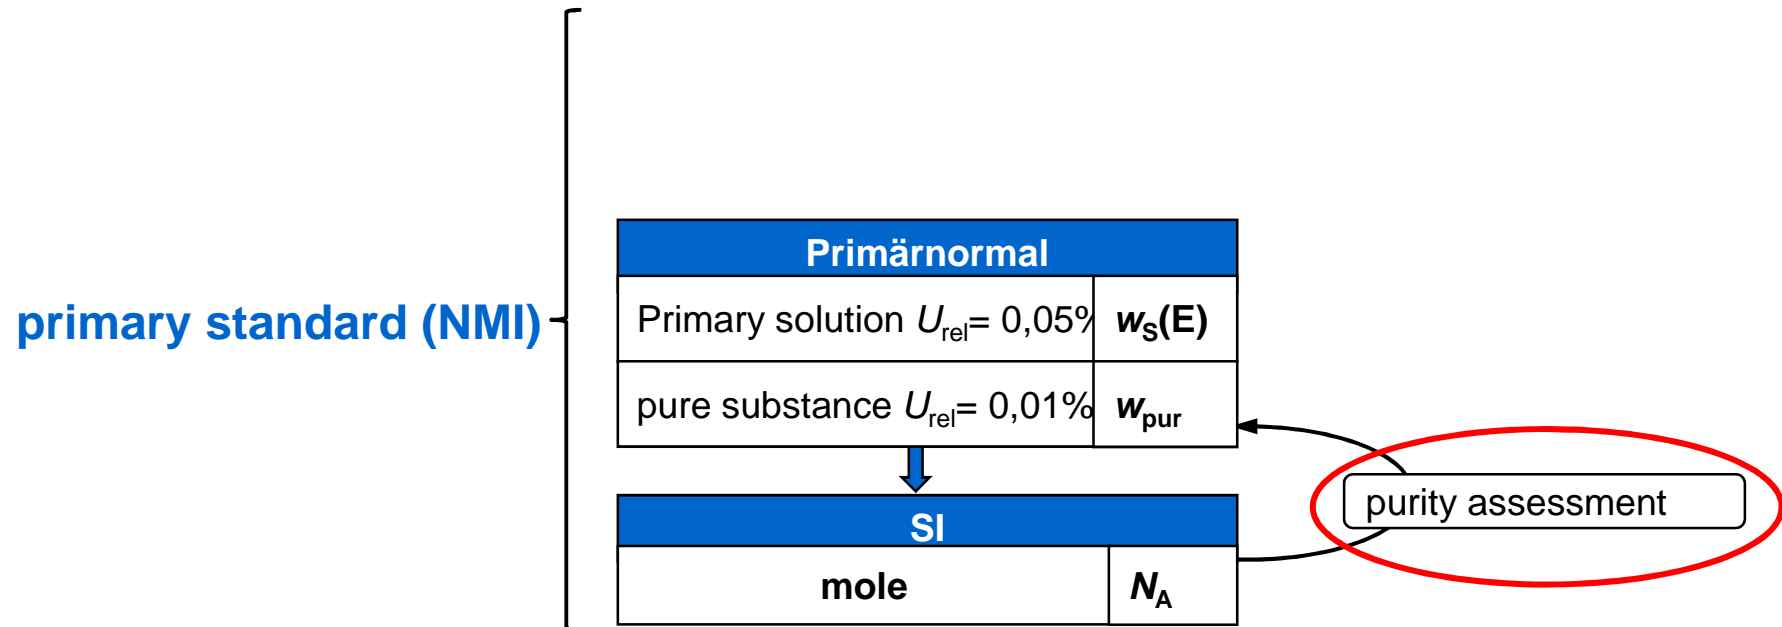 Primärnormal
primary standard (NMI)
Primary solution Urel= 0,05% wS(E)
pure substance Urel= 0,01% wpur
purity assessment
SI
mole NA